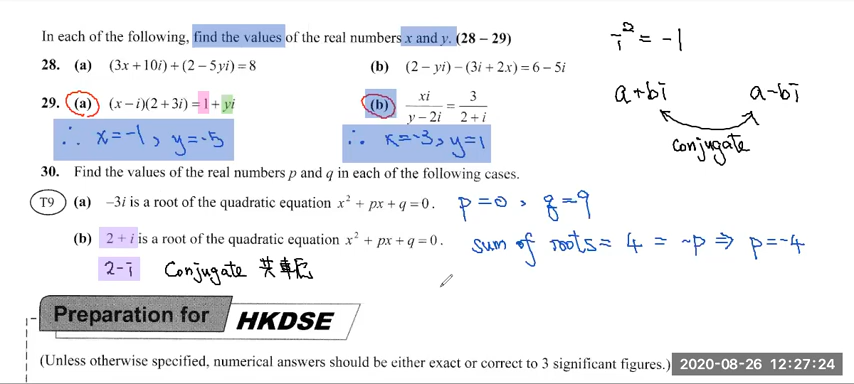 In each of the following, find the values of the real numbers x and y. (28 – 29)
28. (a) (3x + 10i) + (2 – 5yi) = 8 (b) (2 – yi) – (3i + 2x) = 6 – 5i
29. (a) (x – i)(2 + 3i) = 1 + yi (b) xi/(y – 2i) = 3/(2 + i)
∴ x = -1, y = -5 ∴ x = -3, y = 1
i² = -1
a + bi a - bi
conjugate
30. Find the values of the real numbers p and q in each of the following cases.
T9 (a) –3i is a root of the quadratic equation x² + px + q = 0. p = 0, q = 9
(b) 2 + i is a root of the quadratic equation x² + px + q = 0. sum of roots = 4 = -p ⇒ p = -4
2 - i Conjugate 共軛
Preparation for HKDSE
(Unless otherwise specified, numerical answers should be either exact or correct to 3 significant figures.)
2020-08-26 12:27:24